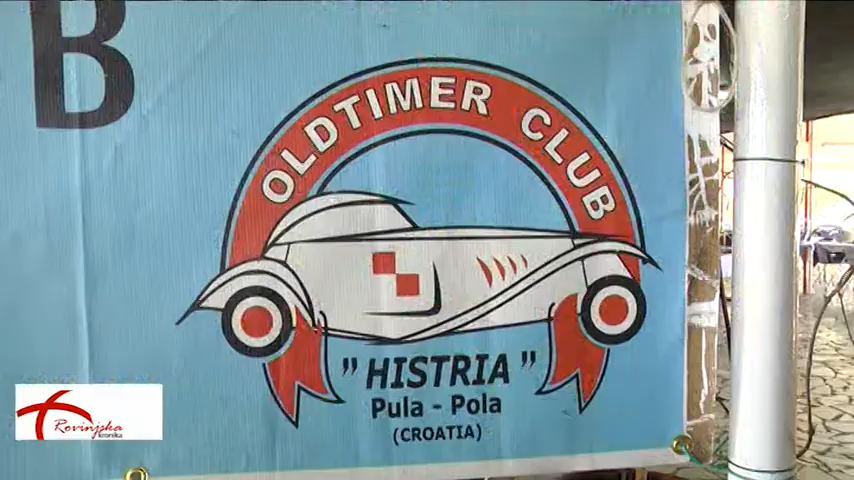 B
OLDTIMER CLUB
" HISTRIA "
Pula - Pola
(CROATIA)
Rovinjska
kronika